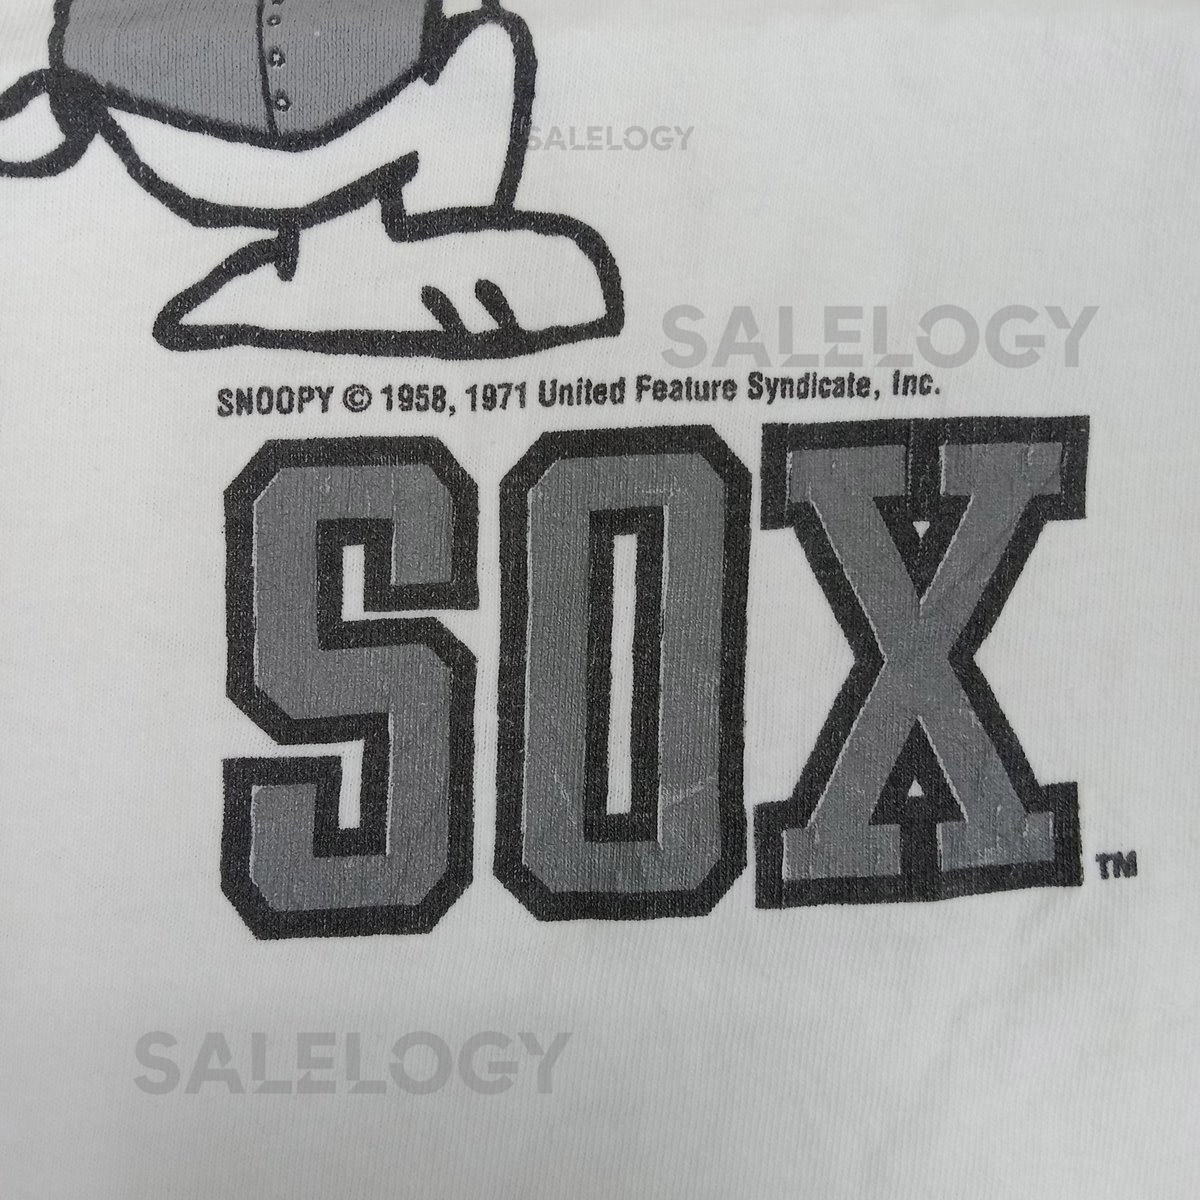 SALELOGY
SALELOGY
SNOOPY © 1958, 1971 United Feature Syndicate, Inc.
SOX TM
SALELOGY